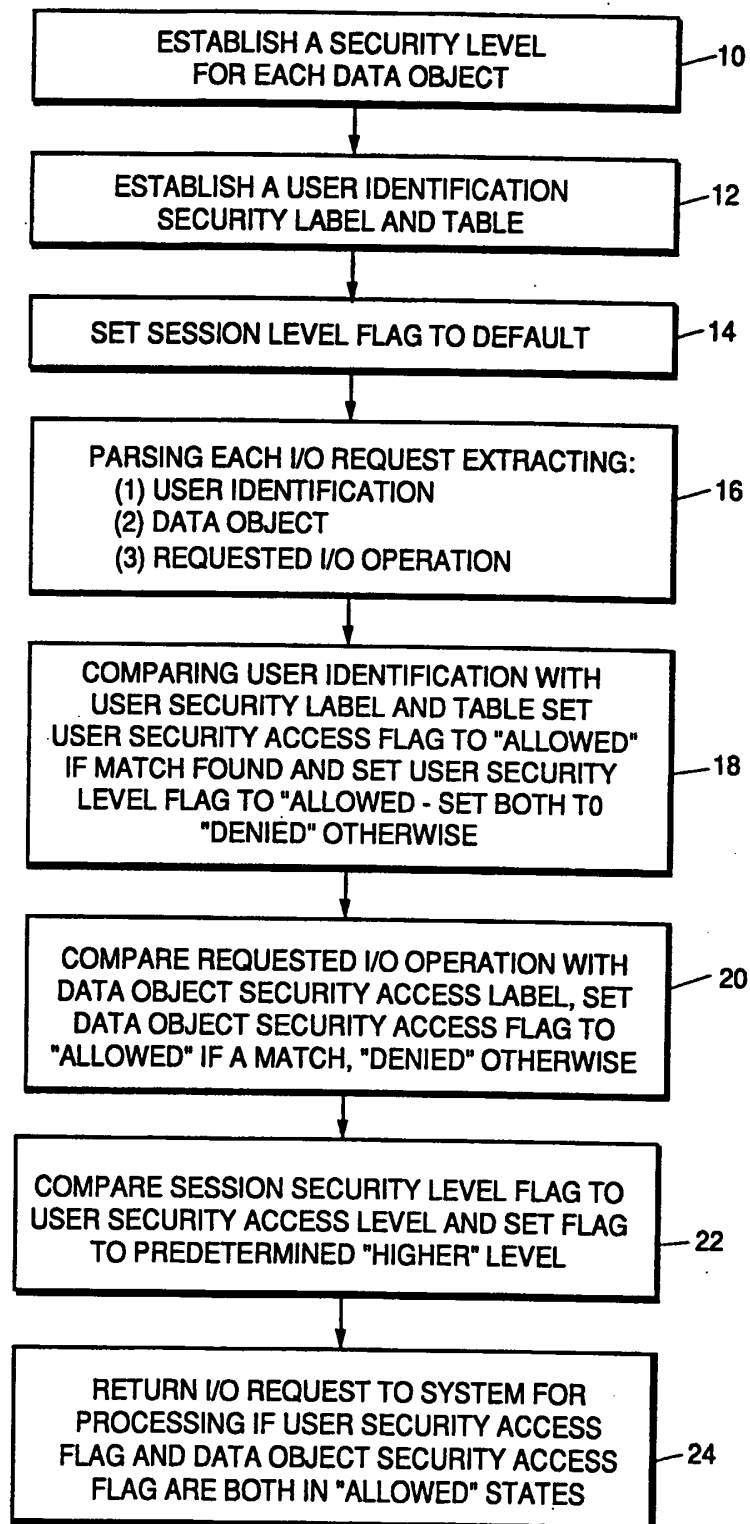 ESTABLISH A SECURITY LEVEL
FOR EACH DATA OBJECT
10
ESTABLISH A USER IDENTIFICATION
SECURITY LABEL AND TABLE
12
SET SESSION LEVEL FLAG TO DEFAULT
14
PARSING EACH I/O REQUEST EXTRACTING:
(1) USER IDENTIFICATION
(2) DATA OBJECT
(3) REQUESTED I/O OPERATION
16
COMPARING USER IDENTIFICATION WITH
USER SECURITY LABEL AND TABLE SET
USER SECURITY ACCESS FLAG TO "ALLOWED"
IF MATCH FOUND AND SET USER SECURITY
LEVEL FLAG TO "ALLOWED - SET BOTH T0
"DENIED" OTHERWISE
18
COMPARE REQUESTED I/O OPERATION WITH
DATA OBJECT SECURITY ACCESS LABEL, SET
DATA OBJECT SECURITY ACCESS FLAG TO
"ALLOWED" IF A MATCH, "DENIED" OTHERWISE
20
COMPARE SESSION SECURITY LEVEL FLAG TO
USER SECURITY ACCESS LEVEL AND SET FLAG
TO PREDETERMINED "HIGHER" LEVEL
22
RETURN I/O REQUEST TO SYSTEM FOR
PROCESSING IF USER SECURITY ACCESS
FLAG AND DATA OBJECT SECURITY ACCESS
FLAG ARE BOTH IN "ALLOWED" STATES
24